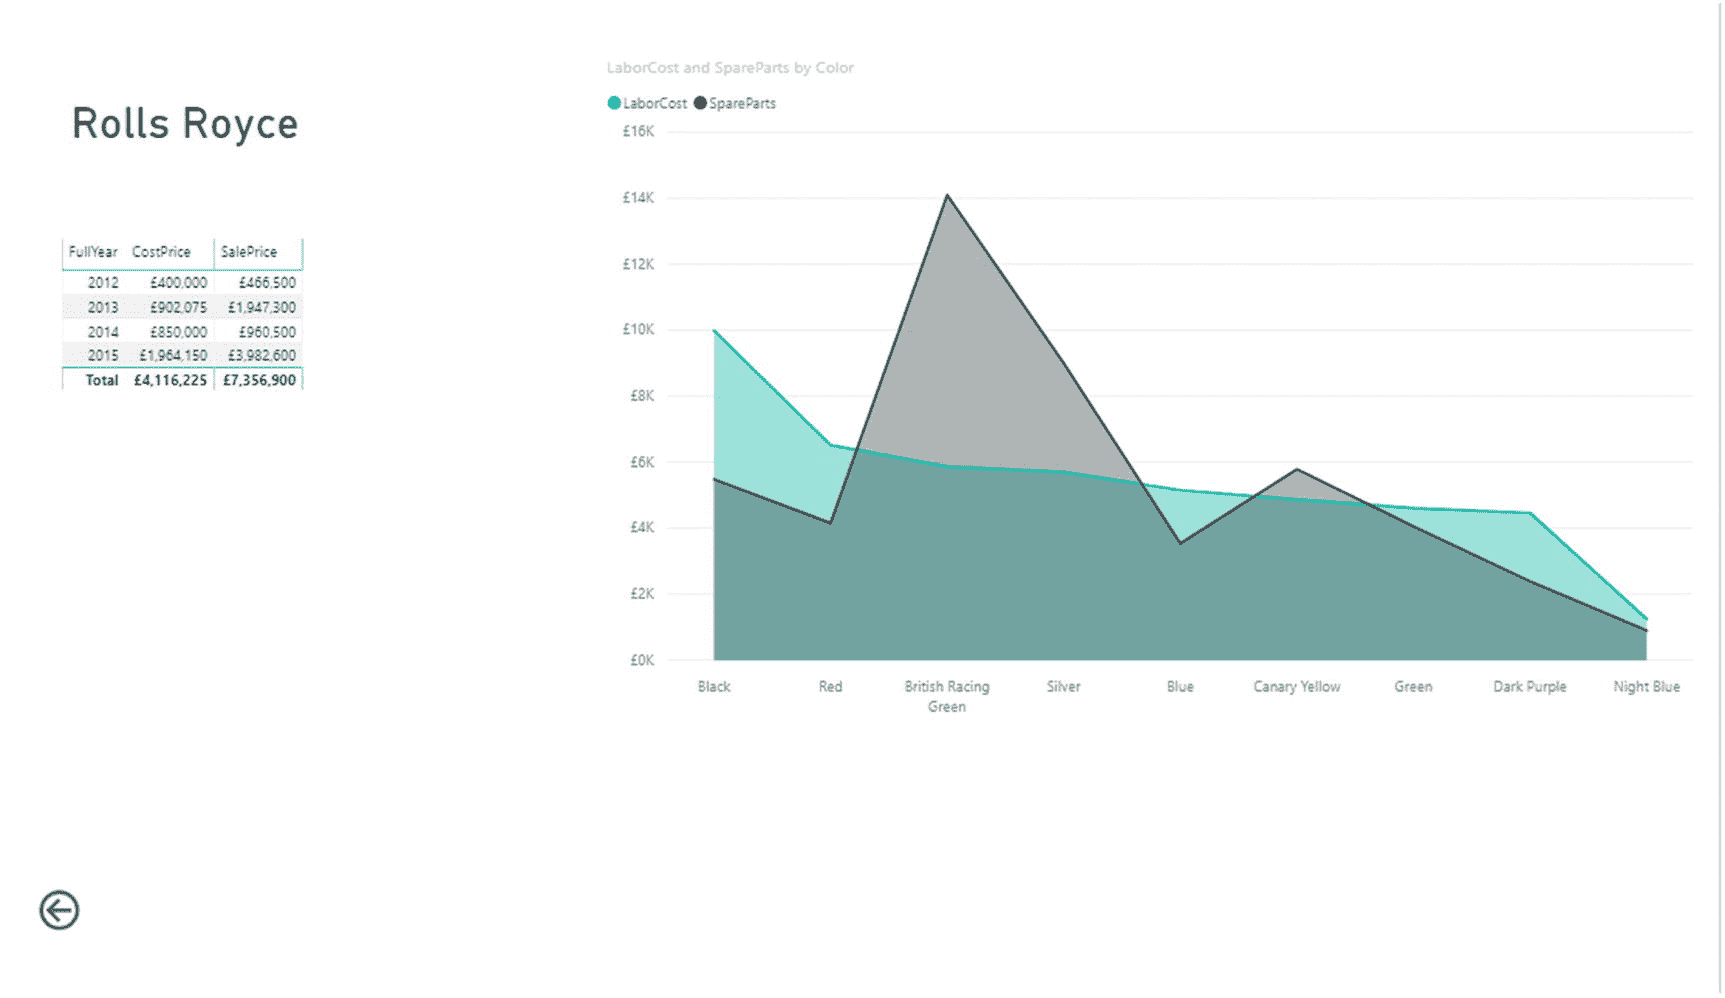 Rolls Royce
FullYear CostPrice SalePrice
2012 £400,000 £466,500
2013 £902,075 £1,947,300
2014 £850,000 £960,500
2015 £1,964,150 £3,982,600
Total £4,116,225 £7,356,900
LaborCost and SpareParts by Color
LaborCost SpareParts
£16K
£14K
£12K
£10K
£8K
£6K
£4K
£2K
£0K
Black Red British Racing Silver Blue Canary Yellow Green Dark Purple Night Blue
Green